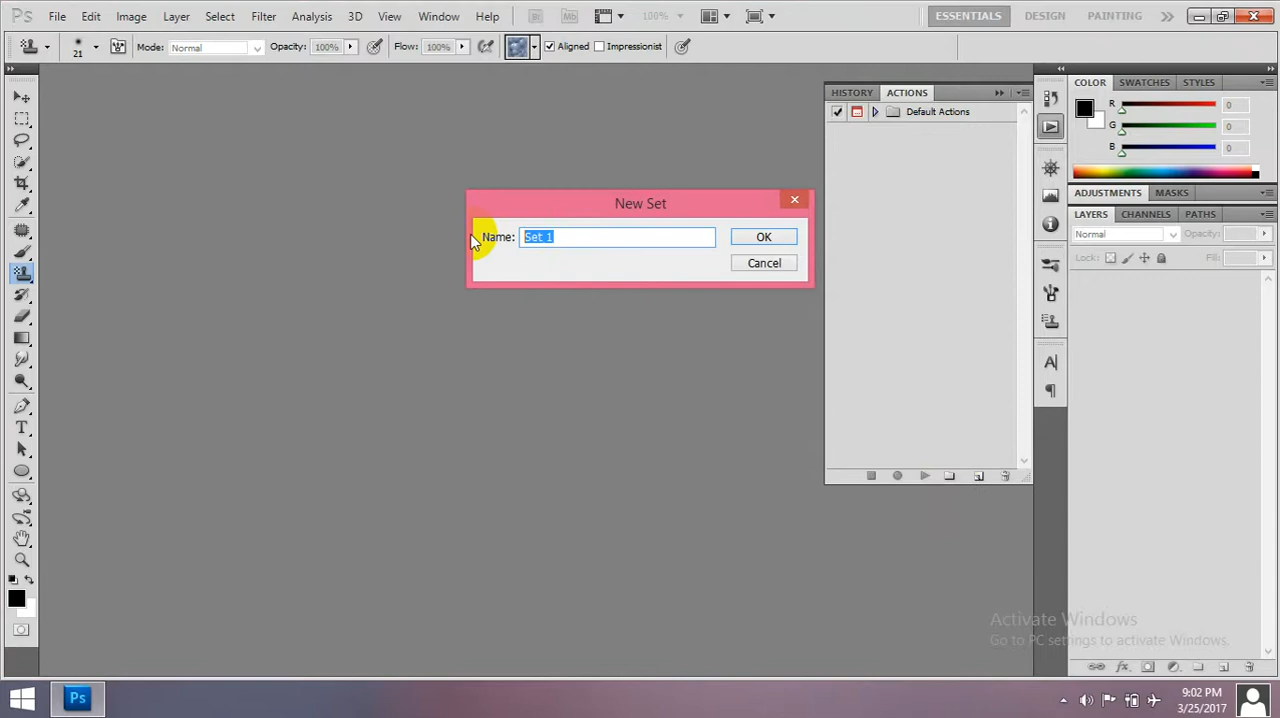 Ps File Edit Image Layer Select Filter Analysis 3D View Window Help Br Mb 100% ESSENTIALS DESIGN PAINTING
21 Mode: Normal Opacity: 100% Flow: 100% Aligned Impressionist
HISTORY ACTIONS
Default Actions
COLOR SWATCHES STYLES
R 0
G 0
B 0
ADJUSTMENTS MASKS
LAYERS CHANNELS PATHS
Normal Opacity:
Lock: Fill:
New Set
Name: Set 1 OK
Cancel
Activate Windows
Go to PC settings to activate Windows.
Ps
9:02 PM
3/25/2017